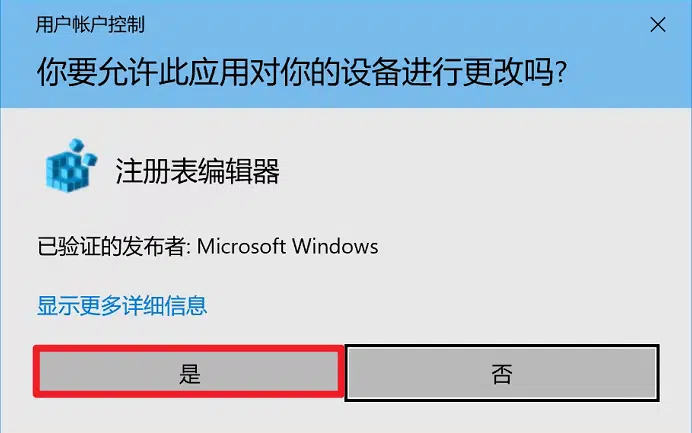 用户帐户控制
你要允许此应用对你的设备进行更改吗?
注册表编辑器
已验证的发布者: Microsoft Windows
显示更多详细信息
是
否